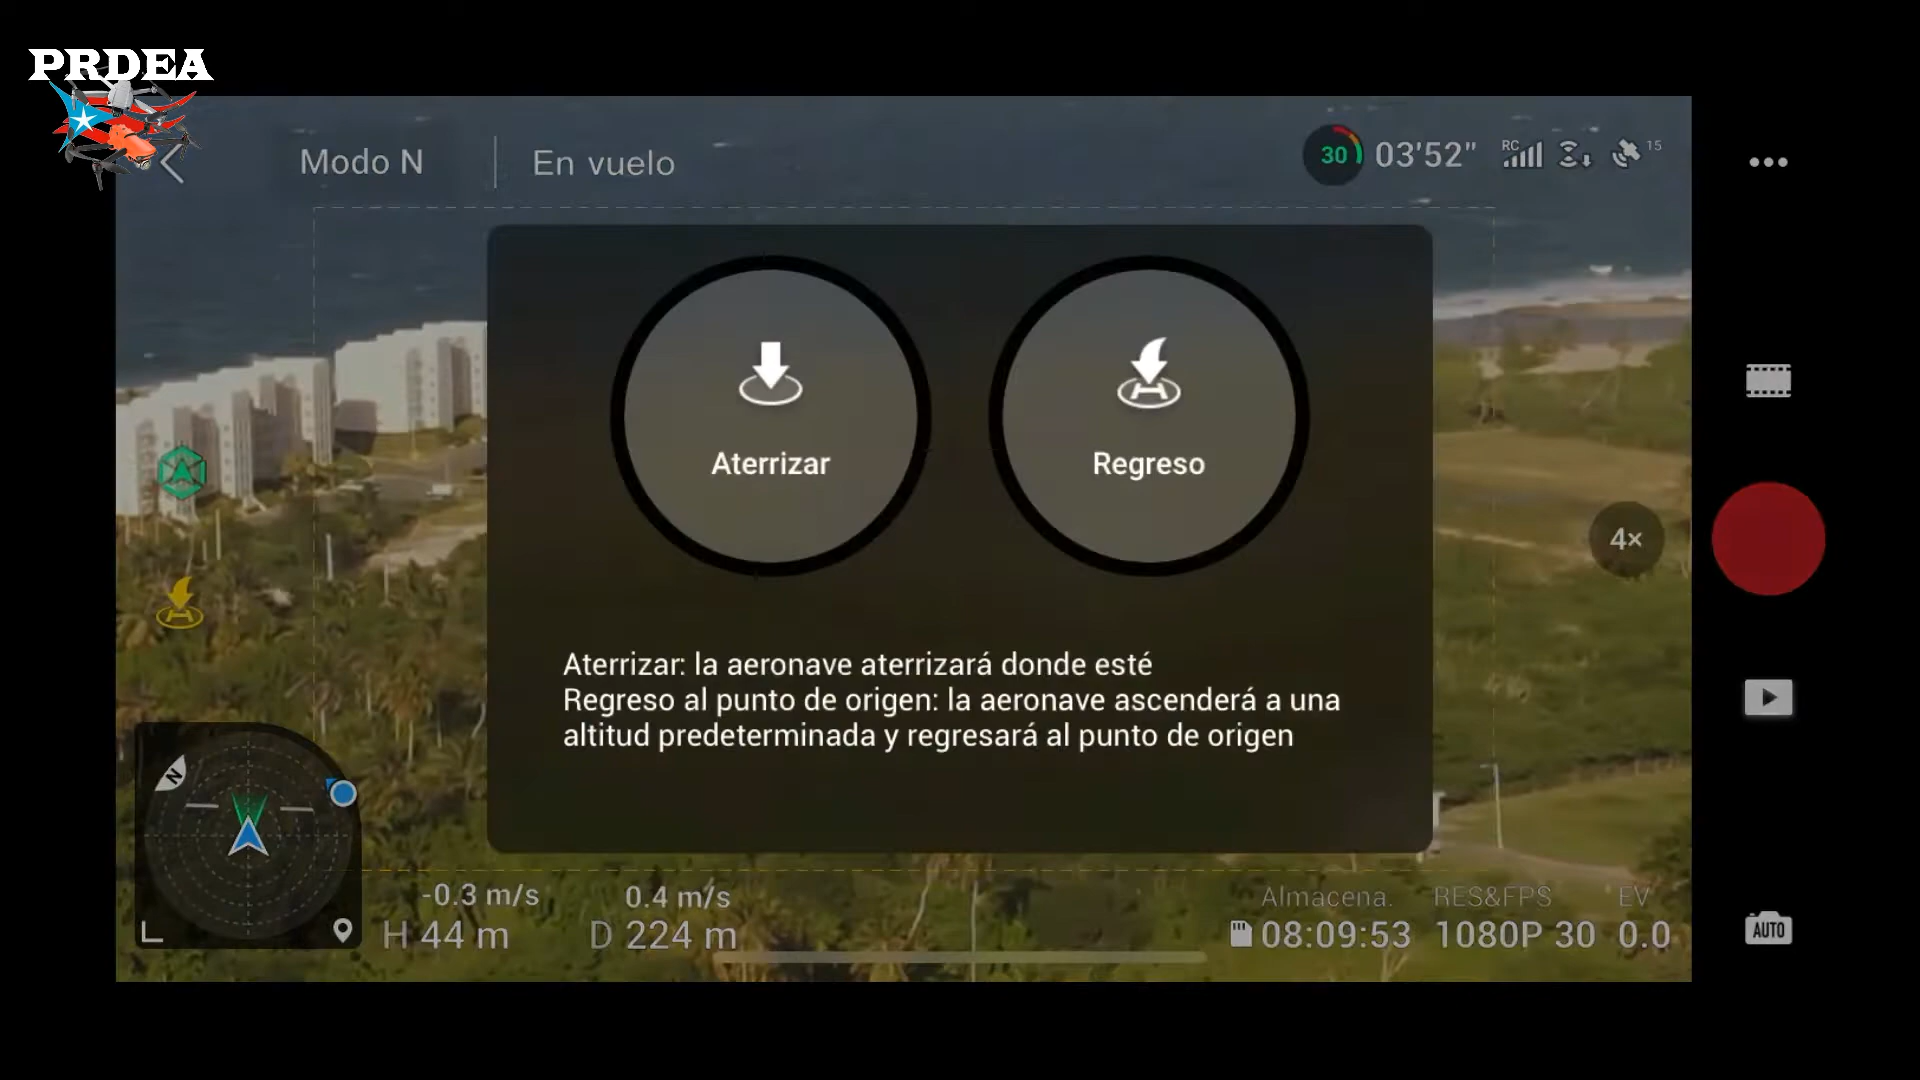 PRDEA
Modo N
En vuelo
30
03'52"
RC
15
Aterrizar
Regreso
4×
Aterrizar: la aeronave aterrizará donde esté
Regreso al punto de origen: la aeronave ascenderá a una
altitud predeterminada y regresará al punto de origen
N
L
-0.3 m/s
0.4 m/s
H 44 m
D 224 m
Almacena.
RES&FPS
EV
08:09:53
1080P 30
0.0
AUTO